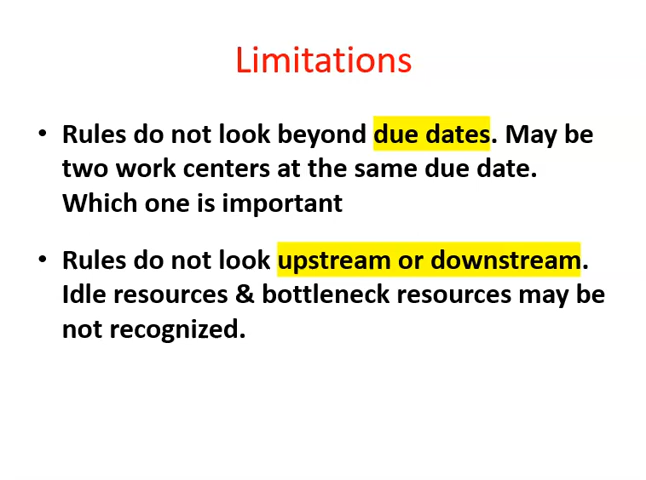 Limitations
• Rules do not look beyond due dates. May be
two work centers at the same due date.
Which one is important
• Rules do not look upstream or downstream.
Idle resources & bottleneck resources may be
not recognized.